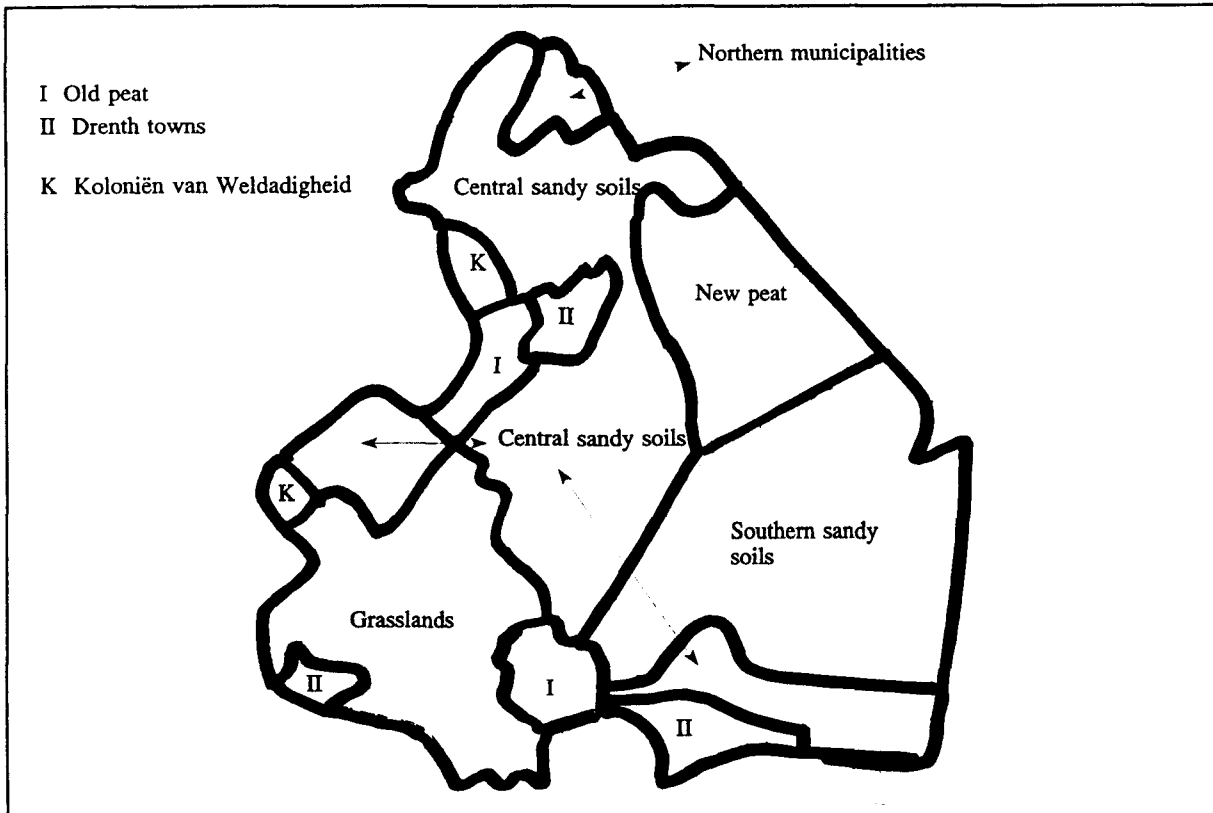 Northern municipalities
I Old peat
II Drenth towns
K Koloniën van Weldadigheid
Central sandy soils
K
New peat
II
I
Central sandy soils
K
Southern sandy
soils
Grasslands
II
I
II